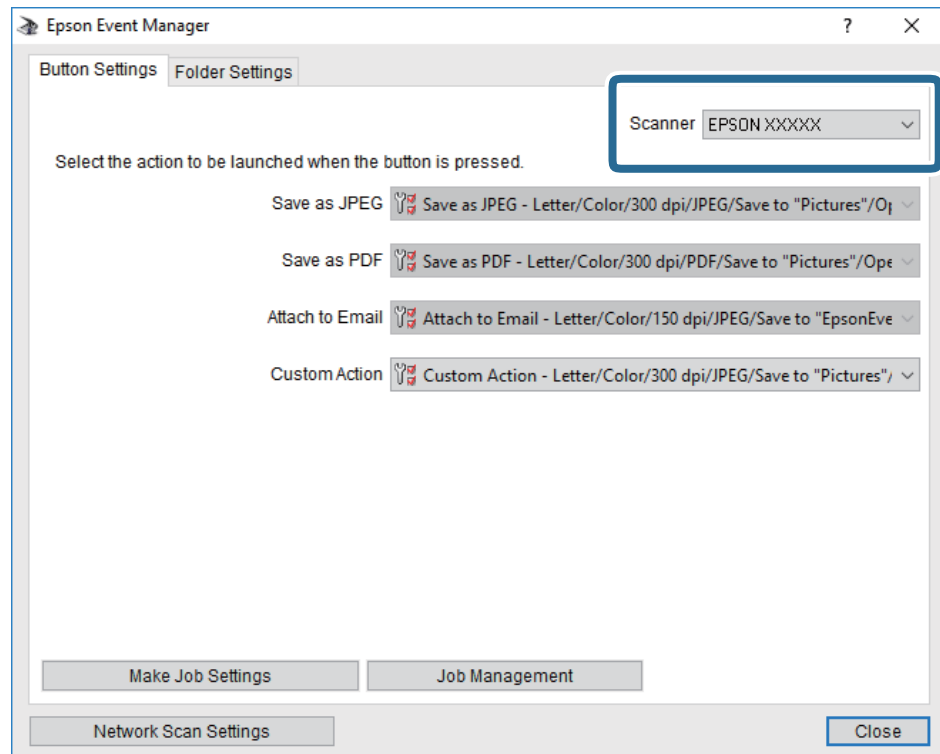 Epson Event Manager
Button Settings Folder Settings
Scanner EPSON XXXXX
Select the action to be launched when the button is pressed.
Save as JPEG Save as JPEG - Letter/Color/300 dpi/JPEG/Save to "Pictures"/Op
Save as PDF Save as PDF - Letter/Color/300 dpi/PDF/Save to "Pictures"/Ope
Attach to Email Attach to Email - Letter/Color/150 dpi/JPEG/Save to "EpsonEve
Custom Action Custom Action - Letter/Color/300 dpi/JPEG/Save to "Pictures"/
Make Job Settings Job Management
Network Scan Settings Close